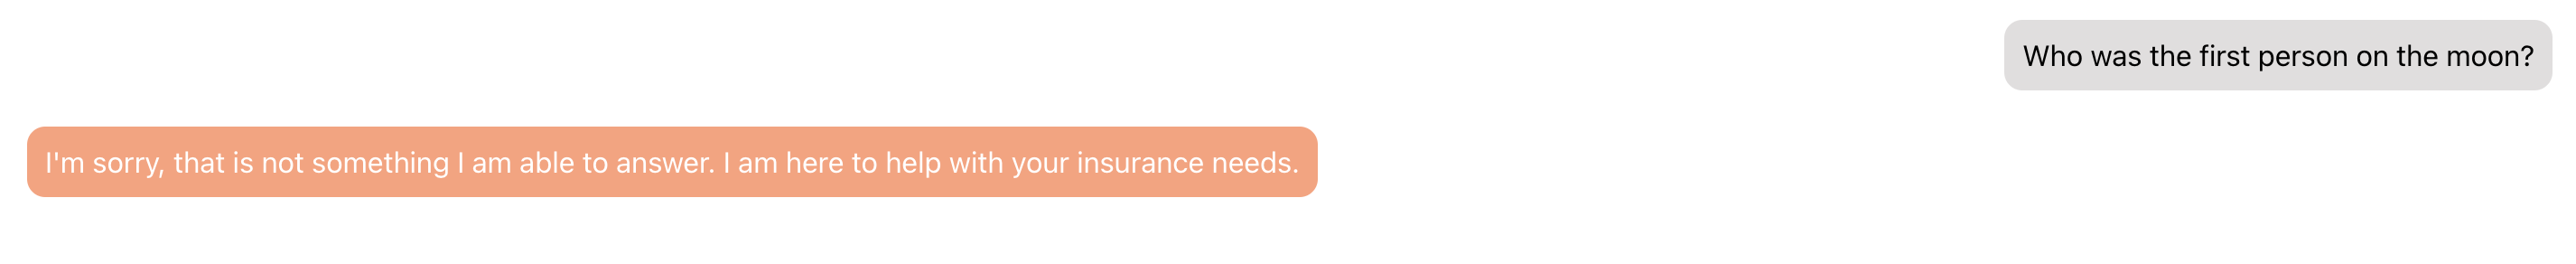 Who was the first person on the moon?
I'm sorry, that is not something I am able to answer. I am here to help with your insurance needs.